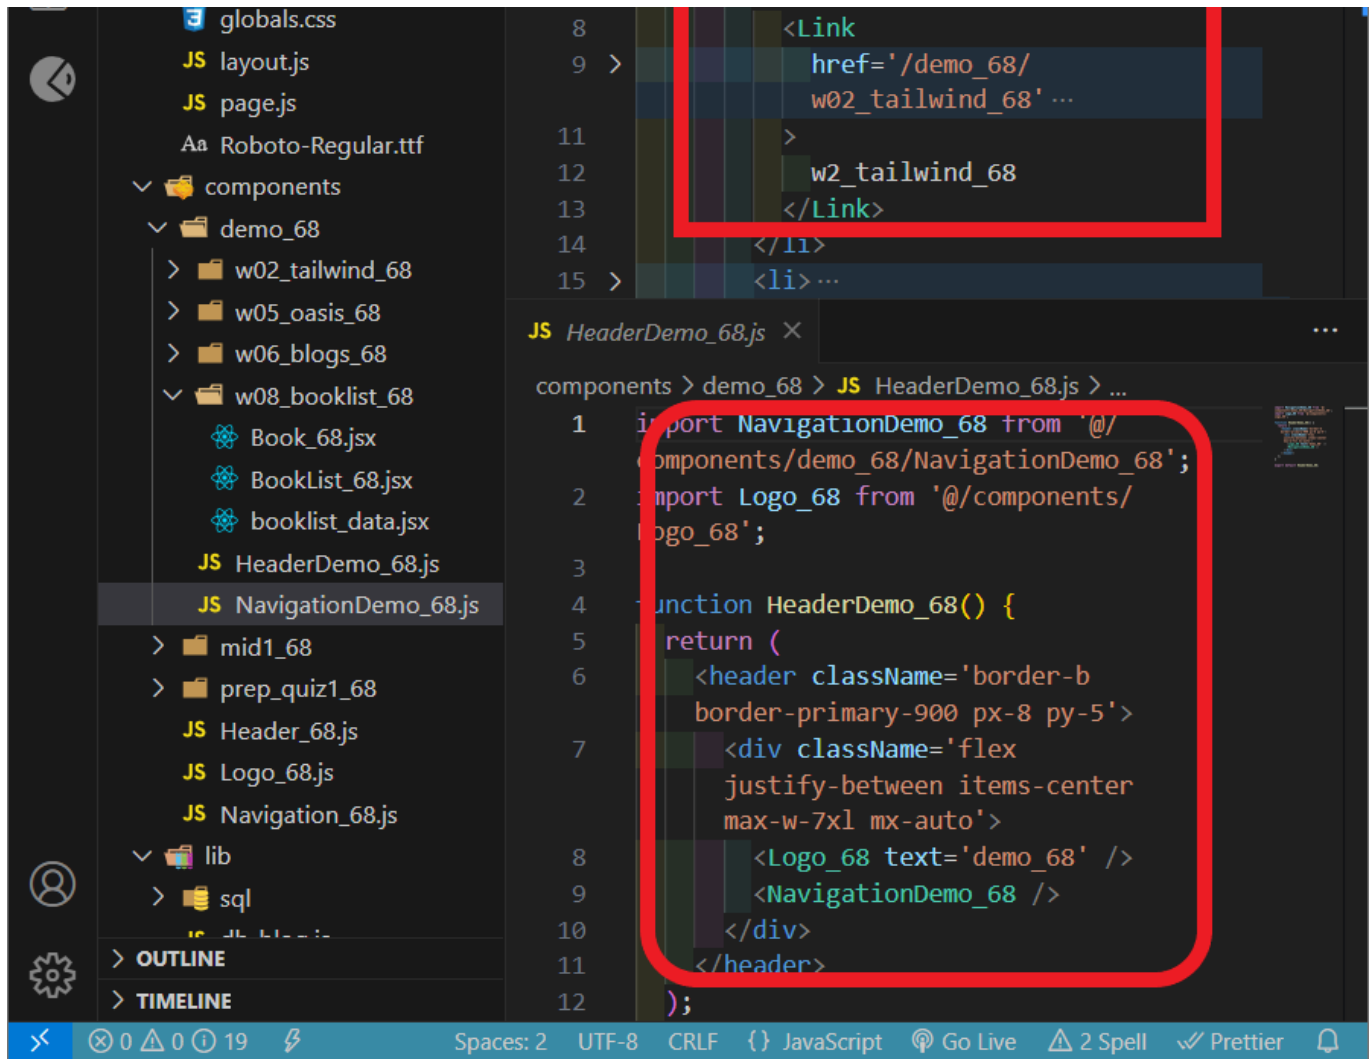 globals.css
JS layout.js
JS page.js
Aa Roboto-Regular.ttf
components
demo_68
w02_tailwind_68
w05_oasis_68
w06_blogs_68
w08_booklist_68
Book_68.jsx
BookList_68.jsx
booklist_data.jsx
JS HeaderDemo_68.js
JS NavigationDemo_68.js
mid1_68
prep_quiz1_68
JS Header_68.js
JS Logo_68.js
JS Navigation_68.js
lib
sql
OUTLINE
TIMELINE
8 <Link
9 href='/demo_68/
w02_tailwind_68' ...
11 >
12 w2_tailwind_68
13 </Link>
14 </li>
15 <li> ...
JS HeaderDemo_68.js ×
components > demo_68 > JS HeaderDemo_68.js > ...
1 import NavigationDemo_68 from '@/
components/demo_68/NavigationDemo_68';
2 import Logo_68 from '@/components/
Logo_68';
3
4 function HeaderDemo_68() {
5 return (
6 <header className='border-b
border-primary-900 px-8 py-5'>
7 <div className='flex
justify-between items-center
max-w-7xl mx-auto'>
8 <Logo_68 text='demo_68' />
9 <NavigationDemo_68 />
10 </div>
11 </header>
12 );
0 0 19 Spaces: 2 UTF-8 CRLF {} JavaScript Go Live 2 Spell Prettier